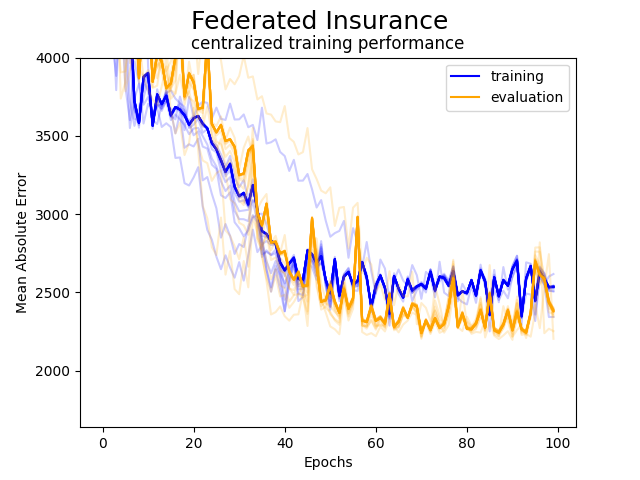 Federated Insurance
centralized training performance
training
evaluation
4000
3500
3000
2500
2000
Mean Absolute Error
0 20 40 60 80 100
Epochs